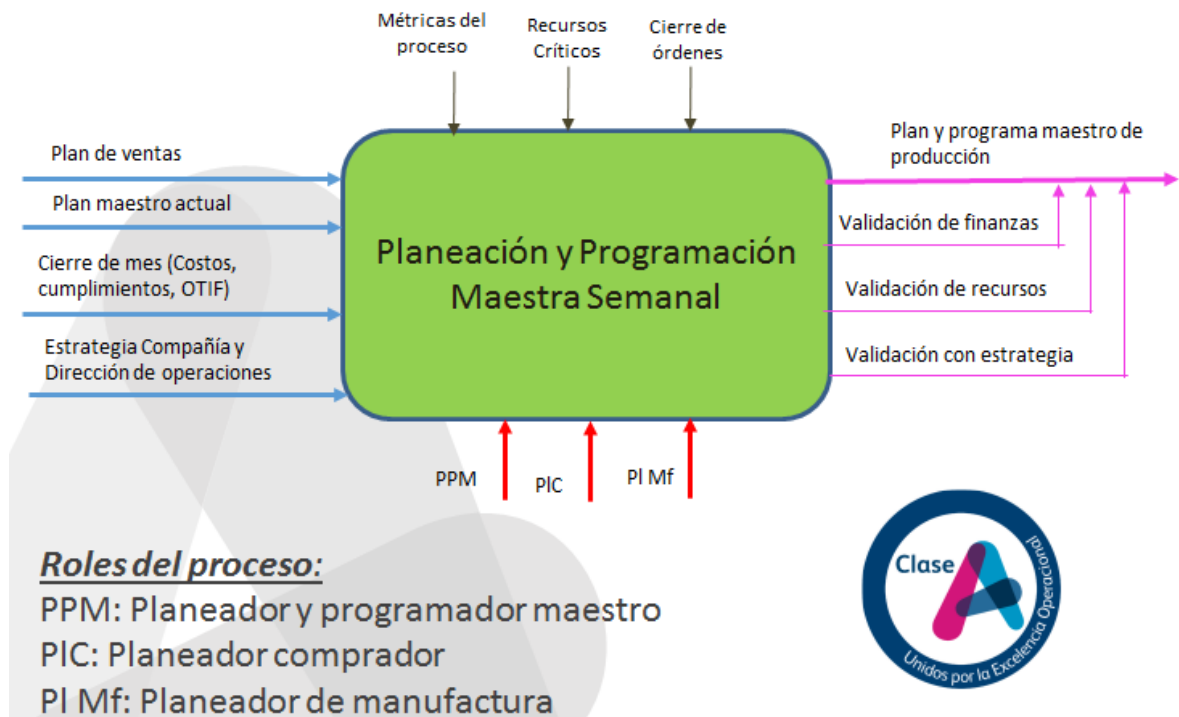 Métricas del
proceso
Recursos
Críticos
Cierre de
órdenes
Plan de ventas
Plan maestro actual
Cierre de mes (Costos,
cumplimientos, OTIF)
Estrategia Compañía y
Dirección de operaciones
Planeación y Programación
Maestra Semanal
Plan y programa maestro de
producción
Validación de finanzas
Validación de recursos
Validación con estrategia
PPM
PlC
Pl Mf
Roles del proceso:
PPM: Planeador y programador maestro
PlC: Planeador comprador
Pl Mf: Planeador de manufactura
Clase
Unidos por la Excelencia Operacional